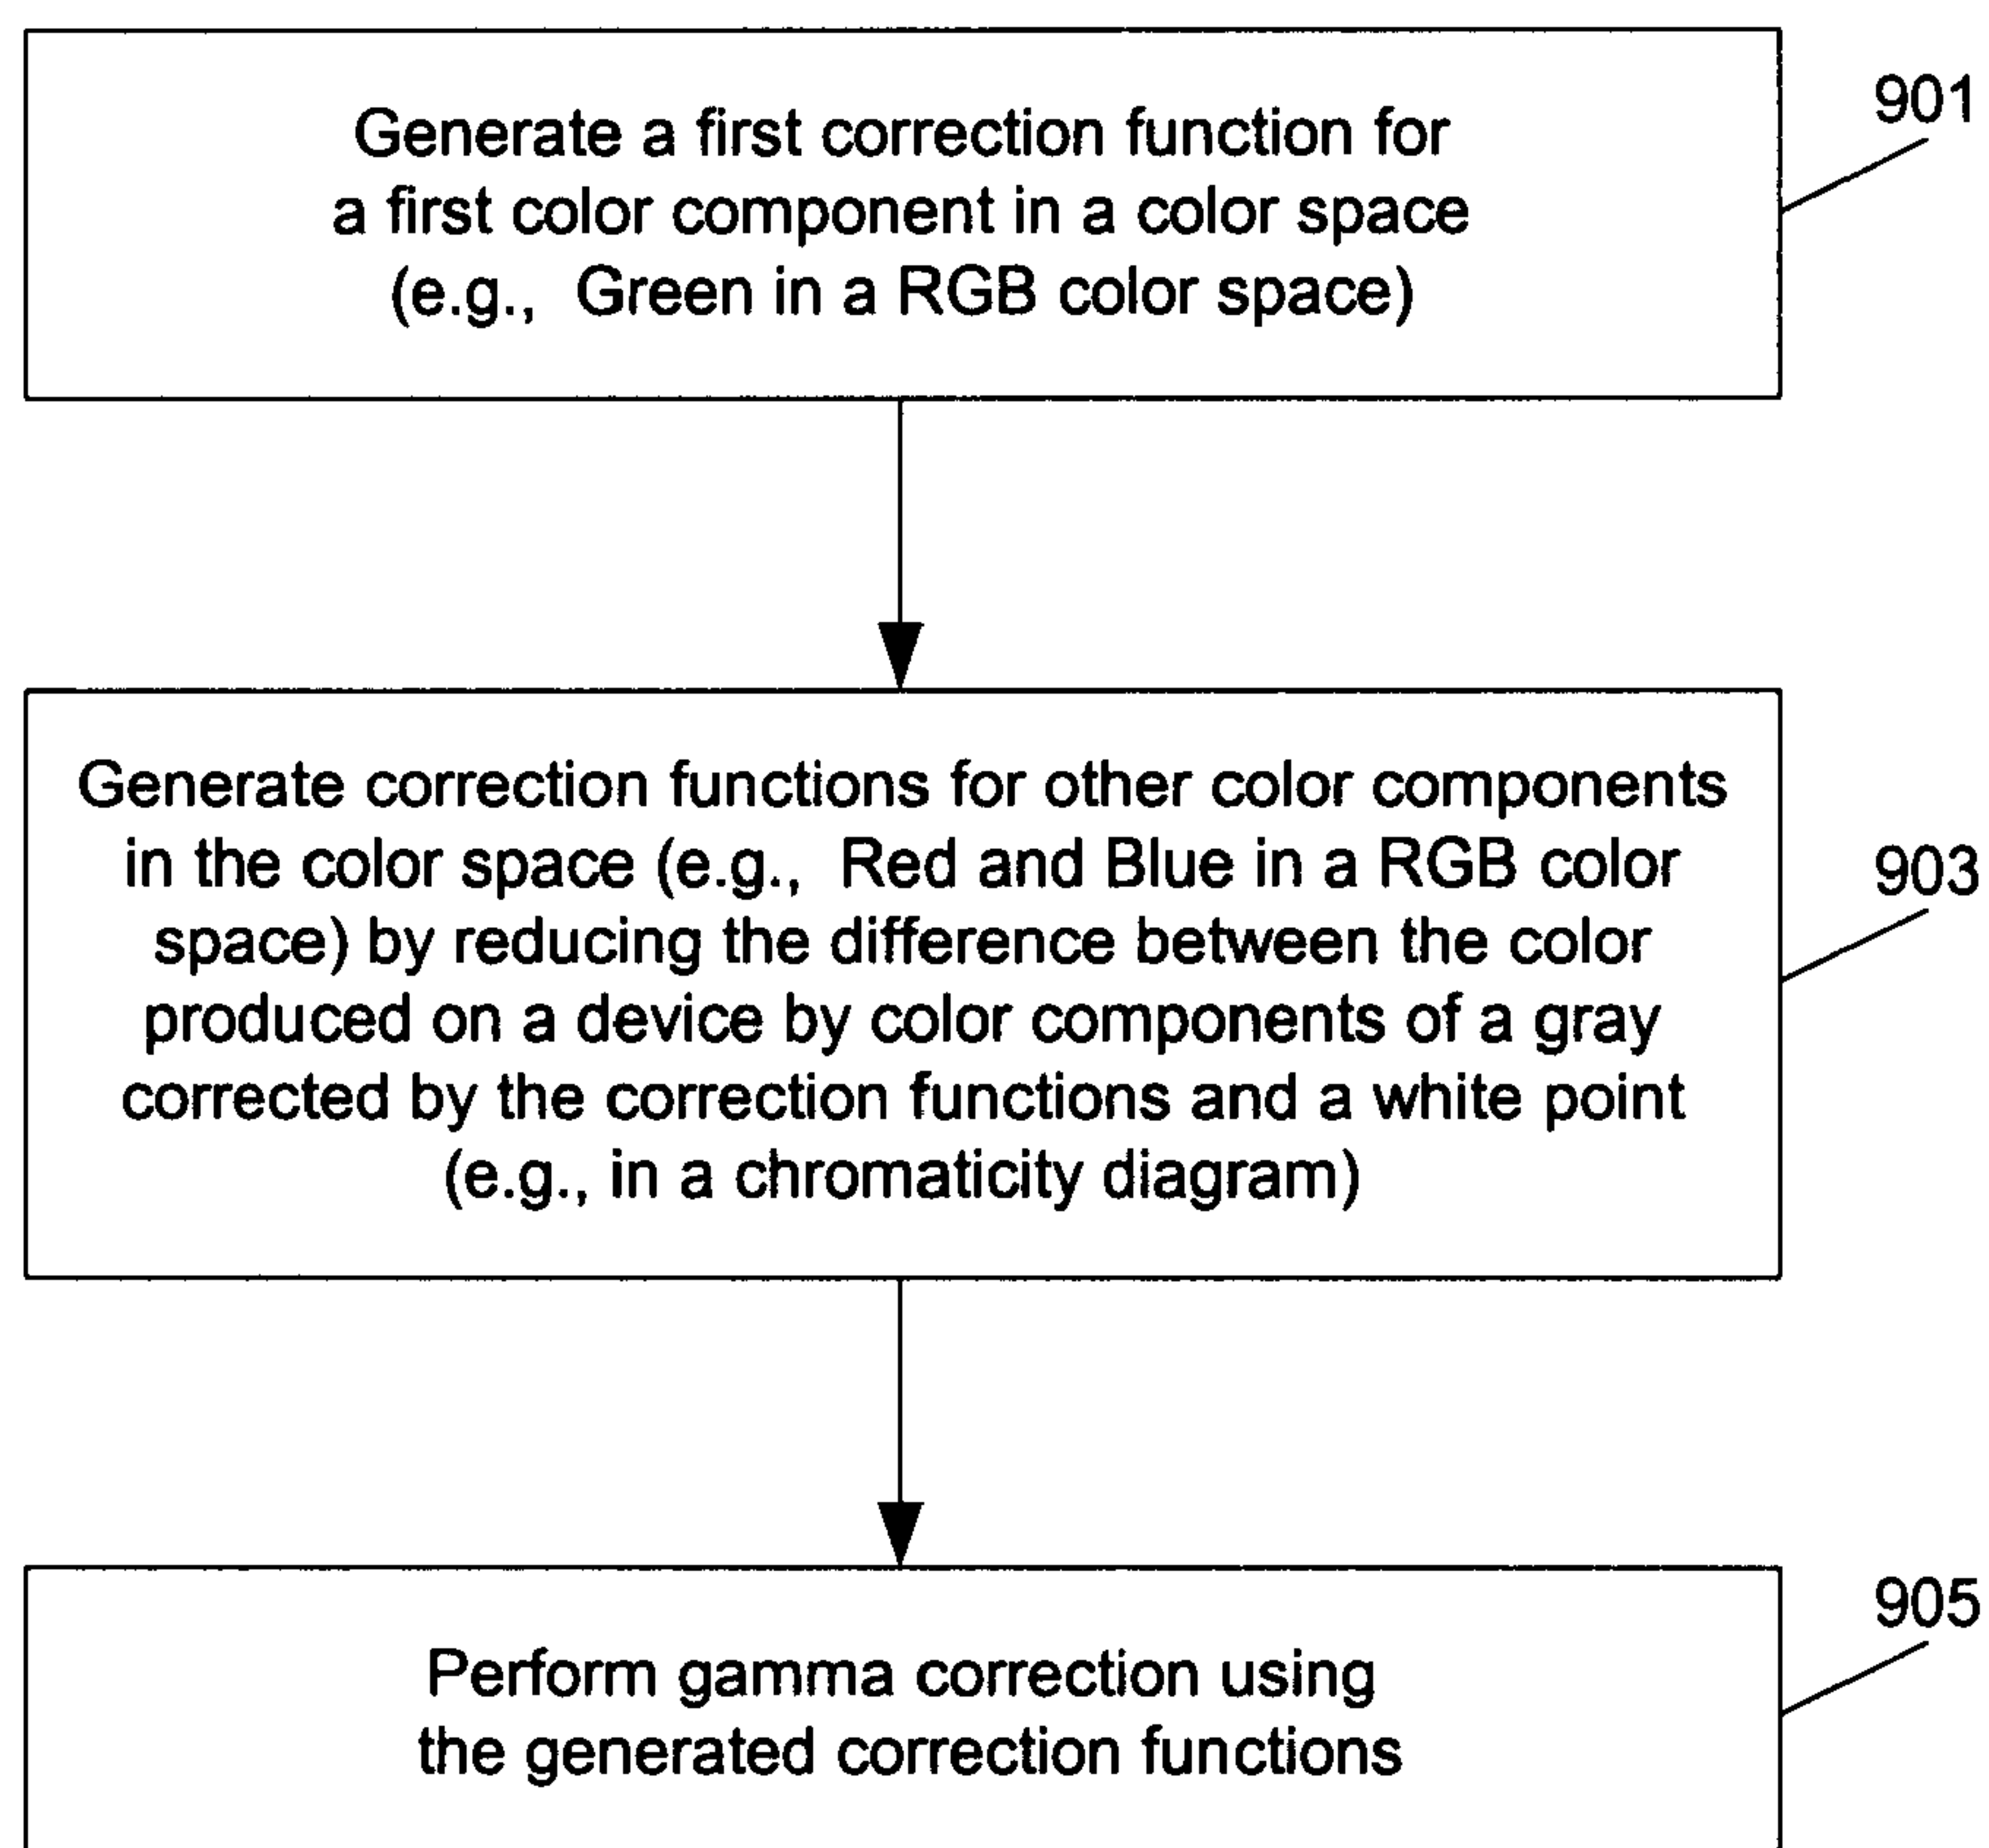 Generate a first correction function for
a first color component in a color space
(e.g., Green in a RGB color space)
901
Generate correction functions for other color components
in the color space (e.g., Red and Blue in a RGB color
space) by reducing the difference between the color
produced on a device by color components of a gray
corrected by the correction functions and a white point
(e.g., in a chromaticity diagram)
903
Perform gamma correction using
the generated correction functions
905